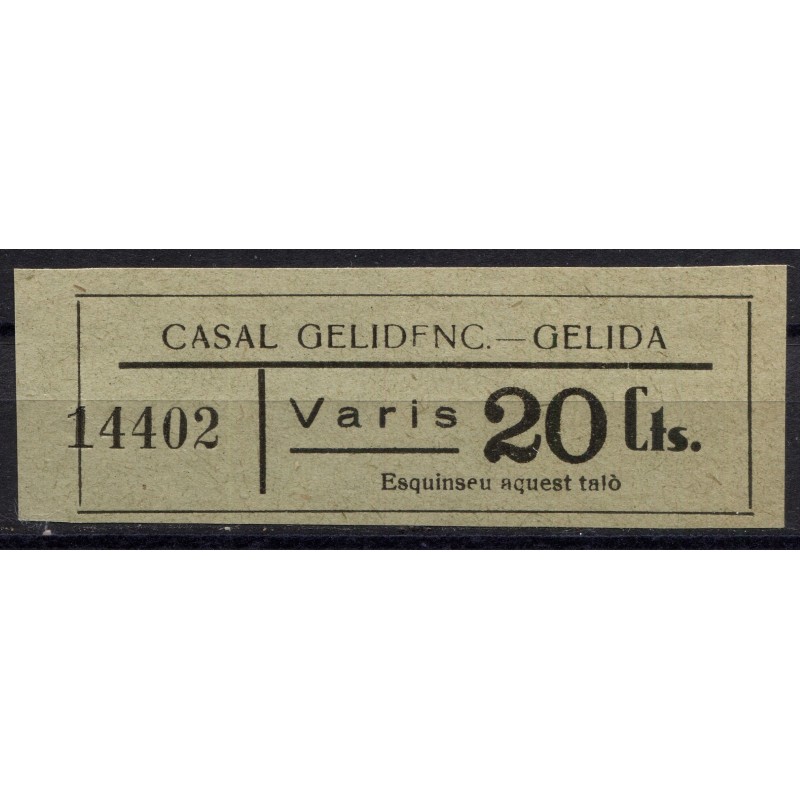 CASAL GELIDENC.—GELIDA
14402
Varis 20 Cts.
Esquinseu aquest talò